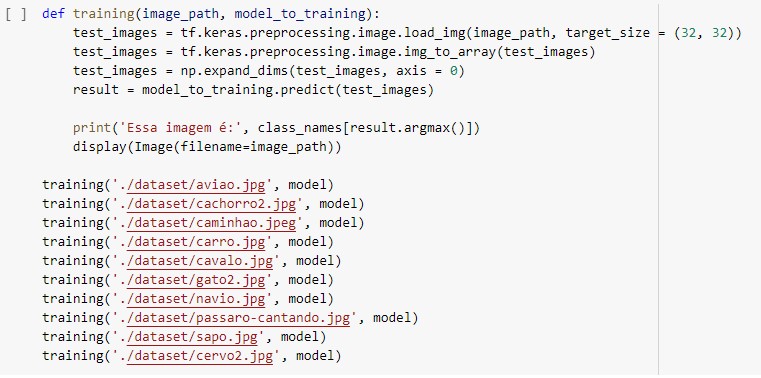 [ ] def training(image_path, model_to_training):
    test_images = tf.keras.preprocessing.image.load_img(image_path, target_size = (32, 32))
    test_images = tf.keras.preprocessing.image.img_to_array(test_images)
    test_images = np.expand_dims(test_images, axis = 0)
    result = model_to_training.predict(test_images)

    print('Essa imagem é:', class_names[result.argmax()])
    display(Image(filename=image_path))

training('./dataset/aviao.jpg', model)
training('./dataset/cachorro2.jpg', model)
training('./dataset/caminhao.jpeg', model)
training('./dataset/carro.jpg', model)
training('./dataset/cavalo.jpg', model)
training('./dataset/gato2.jpg', model)
training('./dataset/navio.jpg', model)
training('./dataset/passaro-cantando.jpg', model)
training('./dataset/sapo.jpg', model)
training('./dataset/cervo2.jpg', model)